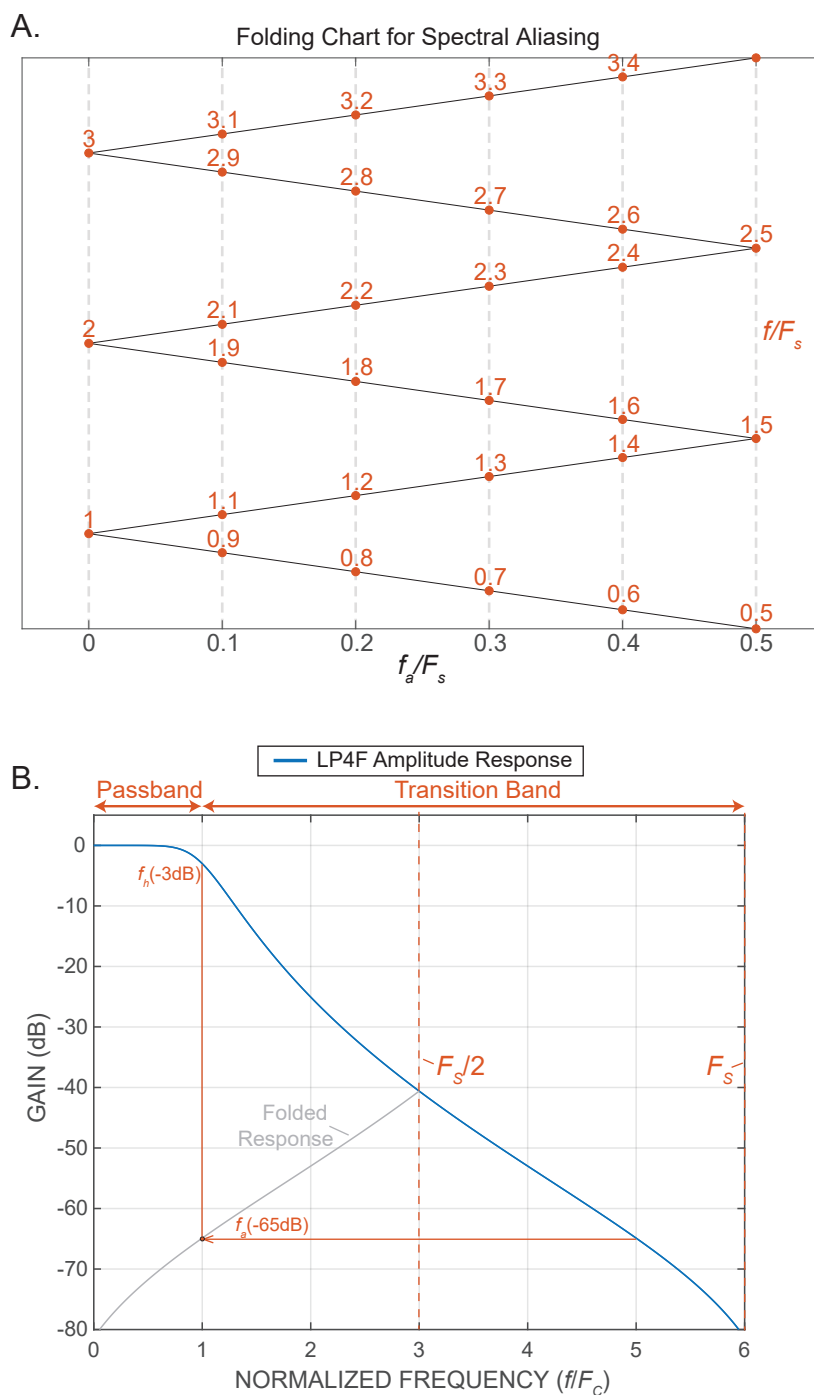 A.
Folding Chart for Spectral Aliasing
3.4
3.3
3.2
3.1
3
2.9
2.8
2.7
2.6
2.5
2.4
2.3
2.2
2.1
2
f/Fs
1.9
1.8
1.7
1.6
1.5
1.4
1.3
1.2
1.1
1
0.9
0.8
0.7
0.6
0.5
0 0.1 0.2 0.3 0.4 0.5
fa/Fs
LP4F Amplitude Response
B.
Passband Transition Band
0
fh(-3dB)
-10
-20
-30
FS/2 FS
-40
Folded
Response
-50
-60
fa(-65dB)
-70
-80
GAIN (dB)
0 1 2 3 4 5 6
NORMALIZED FREQUENCY (f/FC)